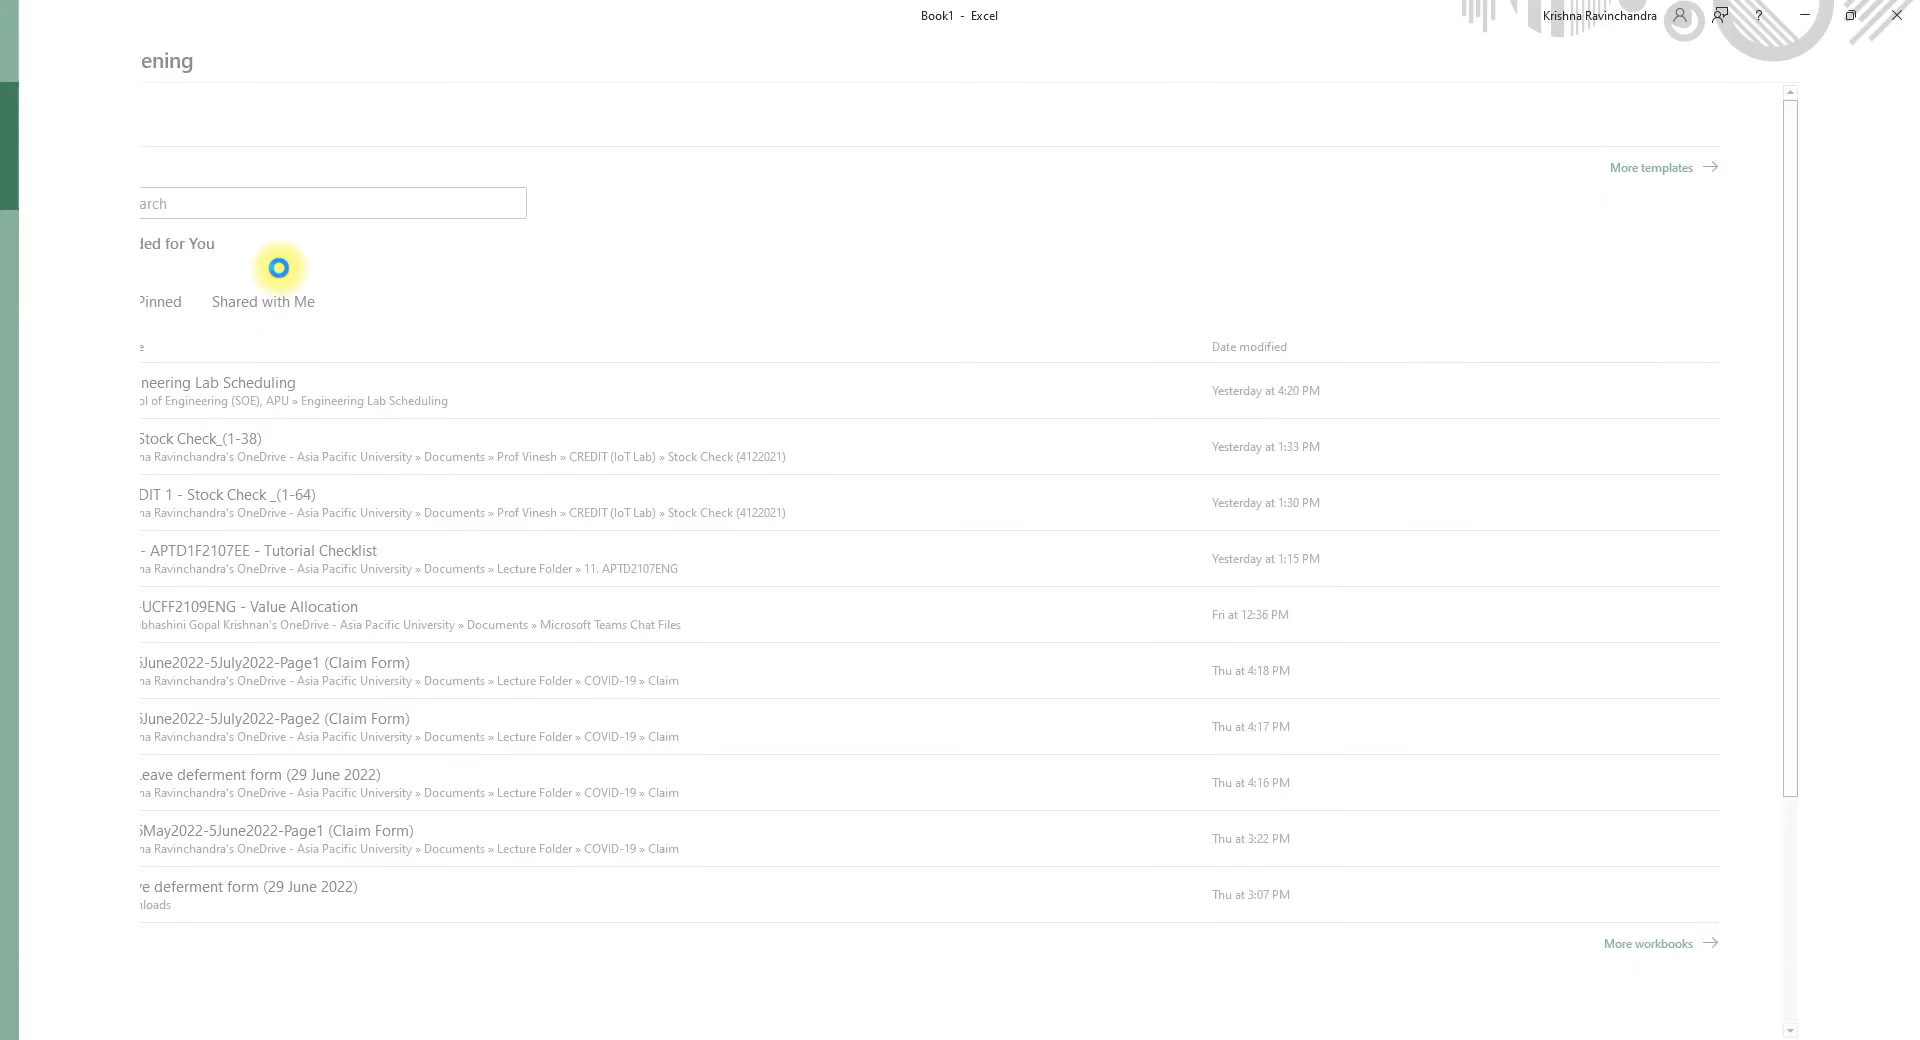 Book1 - Excel
Krishna Ravinchandra
?
ening
More templates
arch
ded for You
Pinned
Shared with Me
e
Date modified
neering Lab Scheduling
Yesterday at 4:20 PM
ol of Engineering (SOE), APU » Engineering Lab Scheduling
Stock Check_(1-38)
Yesterday at 1:33 PM
na Ravinchandra's OneDrive - Asia Pacific University » Documents » Prof Vinesh » CREDIT (IoT Lab) » Stock Check (4122021)
DIT 1 - Stock Check _(1-64)
Yesterday at 1:30 PM
na Ravinchandra's OneDrive - Asia Pacific University » Documents » Prof Vinesh » CREDIT (IoT Lab) » Stock Check (4122021)
- APTD1F2107EE - Tutorial Checklist
Yesterday at 1:15 PM
na Ravinchandra's OneDrive - Asia Pacific University » Documents » Lecture Folder » 11. APTD2107ENG
-UCFF2109ENG - Value Allocation
Fri at 12:36 PM
bhashini Gopal Krishnan's OneDrive - Asia Pacific University » Documents » Microsoft Teams Chat Files
5June2022-5July2022-Page1 (Claim Form)
Thu at 4:18 PM
na Ravinchandra's OneDrive - Asia Pacific University » Documents » Lecture Folder » COVID-19 » Claim
5June2022-5July2022-Page2 (Claim Form)
Thu at 4:17 PM
na Ravinchandra's OneDrive - Asia Pacific University » Documents » Lecture Folder » COVID-19 » Claim
Leave deferment form (29 June 2022)
Thu at 4:16 PM
na Ravinchandra's OneDrive - Asia Pacific University » Documents » Lecture Folder » COVID-19 » Claim
5May2022-5June2022-Page1 (Claim Form)
Thu at 3:22 PM
na Ravinchandra's OneDrive - Asia Pacific University » Documents » Lecture Folder » COVID-19 » Claim
ve deferment form (29 June 2022)
Thu at 3:07 PM
nloads
More workbooks